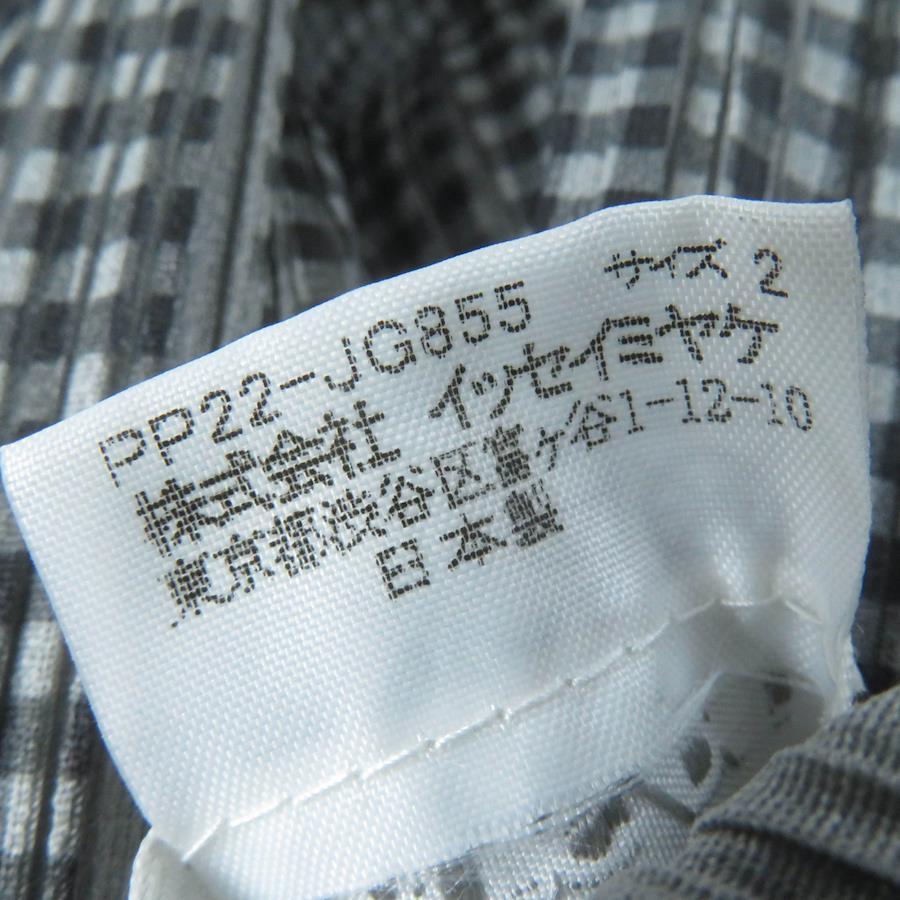 PP22-JG855 サイズ 2
株式会社 イッセイミヤケ
東京都渋谷区富ヶ谷1-12-10
日本製